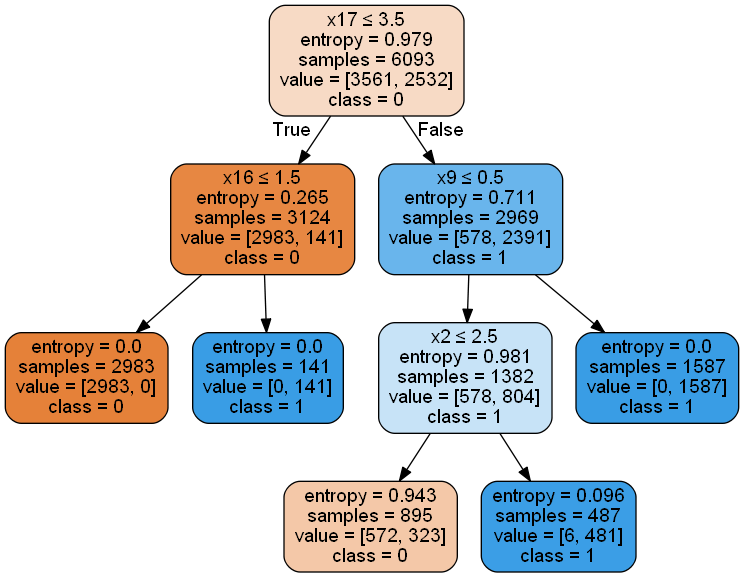 x17 ≤ 3.5
entropy = 0.979
samples = 6093
value = [3561, 2532]
class = 0
True
False
x16 ≤ 1.5
entropy = 0.265
samples = 3124
value = [2983, 141]
class = 0
x9 ≤ 0.5
entropy = 0.711
samples = 2969
value = [578, 2391]
class = 1
entropy = 0.0
samples = 2983
value = [2983, 0]
class = 0
entropy = 0.0
samples = 141
value = [0, 141]
class = 1
x2 ≤ 2.5
entropy = 0.981
samples = 1382
value = [578, 804]
class = 1
entropy = 0.0
samples = 1587
value = [0, 1587]
class = 1
entropy = 0.943
samples = 895
value = [572, 323]
class = 0
entropy = 0.096
samples = 487
value = [6, 481]
class = 1